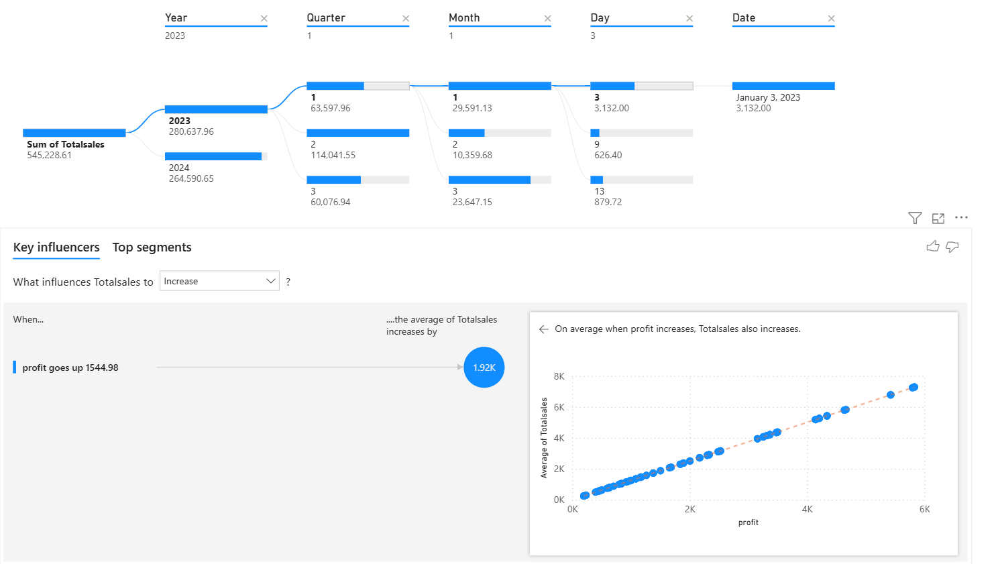 Year
2023
Quarter
1
Month
1
Day
3
Date
Sum of Totalsales
545,228.61
2023
280,637.96
2024
264,590.65
1
63,597.96
2
114,041.55
3
60,076.94
1
29,591.13
2
10,359.68
3
23,647.15
3
3,132.00
9
626.40
13
879.72
January 3, 2023
3,132.00
Key influencers
Top segments
What influences Totalsales to
Increase
?
When...
....the average of Totalsales
increases by
profit goes up 1544.98
1.92K
On average when profit increases, Totalsales also increases.
Average of Totalsales
8K
6K
4K
2K
0K
0K
2K
4K
6K
profit